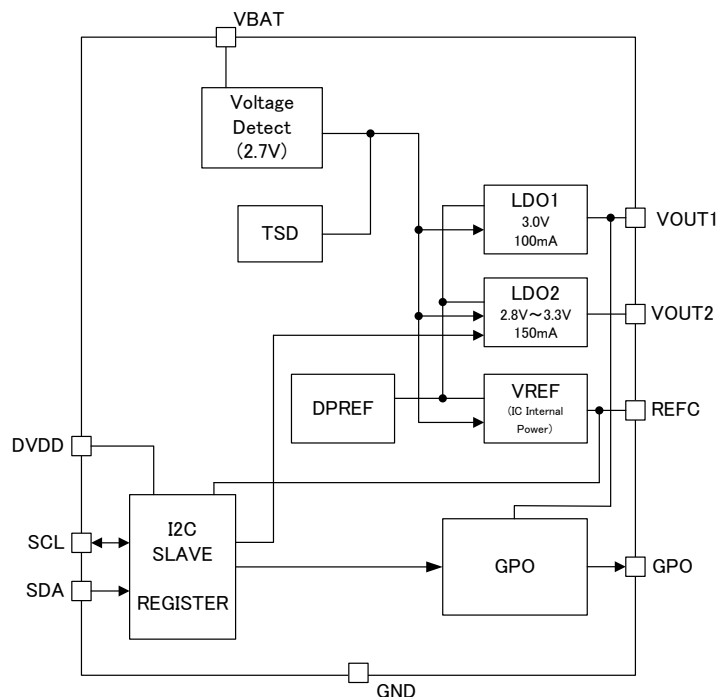 VBAT
Voltage
Detect
(2.7V)
TSD
LDO1
3.0V
100mA
VOUT1
LDO2
2.8V～3.3V
150mA
VOUT2
DPREF
VREF
(IC Internal
Power)
REFC
DVDD
SCL
SDA
I2C
SLAVE
REGISTER
GPO
GPO
GND